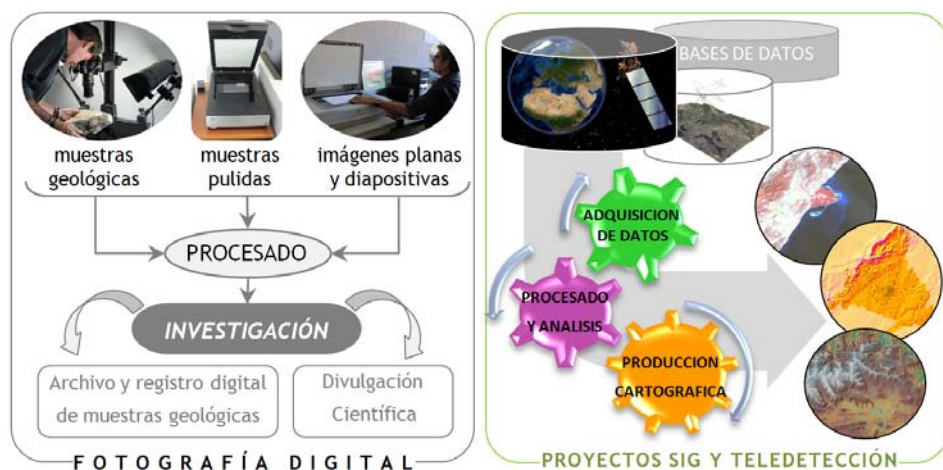 muestras
geológicas
muestras
pulidas
imágenes planas
y diapositivas
PROCESADO
INVESTIGACIÓN
Archivo y registro digital
de muestras geológicas
Divulgación
Científica
FOTOGRAFÍA DIGITAL
BASES DE DATOS
ADQUISICION
DE DATOS
PROCESADO
Y ANALISIS
PRODUCCION
CARTOGRAFICA
PROYECTOS SIG Y TELEDETECCIÓN